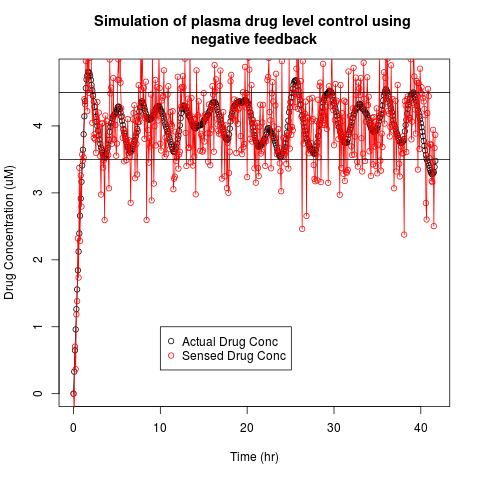 Simulation of plasma drug level control using
negative feedback
Drug Concentration (uM)
4
3
2
1
0
Actual Drug Conc
Sensed Drug Conc
0 10 20 30 40
Time (hr)